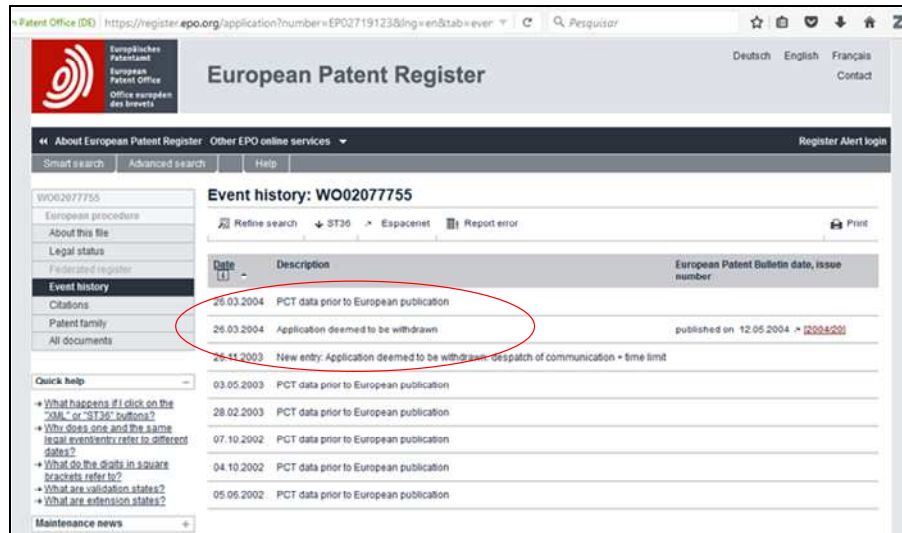 Patent Office (DE) https://register.epo.org/application?number=EP02719123&lng=en&tab=ever Pesquisar
Europäisches
Patentamt
European
Patent Office
Office européen
des brevets
European Patent Register
Deutsch English Français
Contact
About European Patent Register Other EPO online services
Register Alert login
Smart search Advanced search Help
WO02077755
European procedure
About this file
Legal status
Federated register
Event history
Citations
Patent family
All documents
Quick help
What happens if I click on the
"XML" or "ST36" buttons?
Why does one and the same
legal event/entry refer to different
dates?
What do the digits in square
brackets refer to?
What are validation states?
What are extension states?
Maintenance news
Event history: WO02077755
Refine search ST36 Espacenet Report error Print
Date Description European Patent Bulletin date, issue
number
26.03.2004 PCT data prior to European publication
26.03.2004 Application deemed to be withdrawn published on 12.05.2004 [2004/20]
26.11.2003 New entry: Application deemed to be withdrawn: despatch of communication + time limit
03.05.2003 PCT data prior to European publication
28.02.2003 PCT data prior to European publication
07.10.2002 PCT data prior to European publication
04.10.2002 PCT data prior to European publication
05.06.2002 PCT data prior to European publication